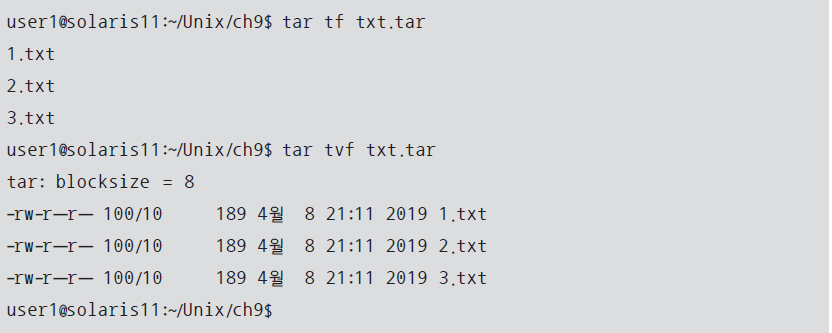 user1@solaris11:~/Unix/ch9$ tar tf txt.tar
1.txt
2.txt
3.txt
user1@solaris11:~/Unix/ch9$ tar tvf txt.tar
tar: blocksize = 8
-rw-r--r-- 100/10     189 4월  8 21:11 2019 1.txt
-rw-r--r-- 100/10     189 4월  8 21:11 2019 2.txt
-rw-r--r-- 100/10     189 4월  8 21:11 2019 3.txt
user1@solaris11:~/Unix/ch9$